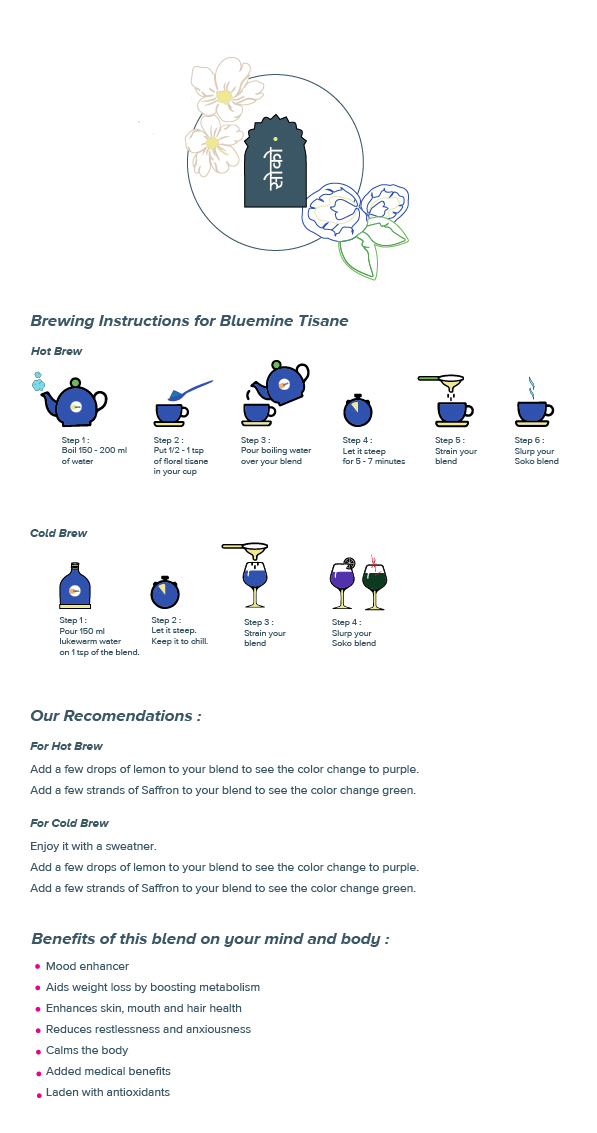 सोको
Brewing Instructions for Bluemine Tisane
Hot Brew
Step 1 :
Boil 150 - 200 ml
of water
Step 2 :
Put 1/2 - 1 tsp
of floral tisane
in your cup
Step 3 :
Pour boiling water
over your blend
Step 4 :
Let it steep
for 5 - 7 minutes
Step 5 :
Strain your
blend
Step 6 :
Slurp your
Soko blend
Cold Brew
Step 1 :
Pour 150 ml
lukewarm water
on 1 tsp of the blend.
Step 2 :
Let it steep.
Keep it to chill.
Step 3 :
Strain your
blend
Step 4 :
Slurp your
Soko blend
Our Recomendations :
For Hot Brew
Add a few drops of lemon to your blend to see the color change to purple.
Add a few strands of Saffron to your blend to see the color change green.
For Cold Brew
Enjoy it with a sweatner.
Add a few drops of lemon to your blend to see the color change to purple.
Add a few strands of Saffron to your blend to see the color change green.
Benefits of this blend on your mind and body :
Mood enhancer
Aids weight loss by boosting metabolism
Enhances skin, mouth and hair health
Reduces restlessness and anxiousness
Calms the body
Added medical benefits
Laden with antioxidants